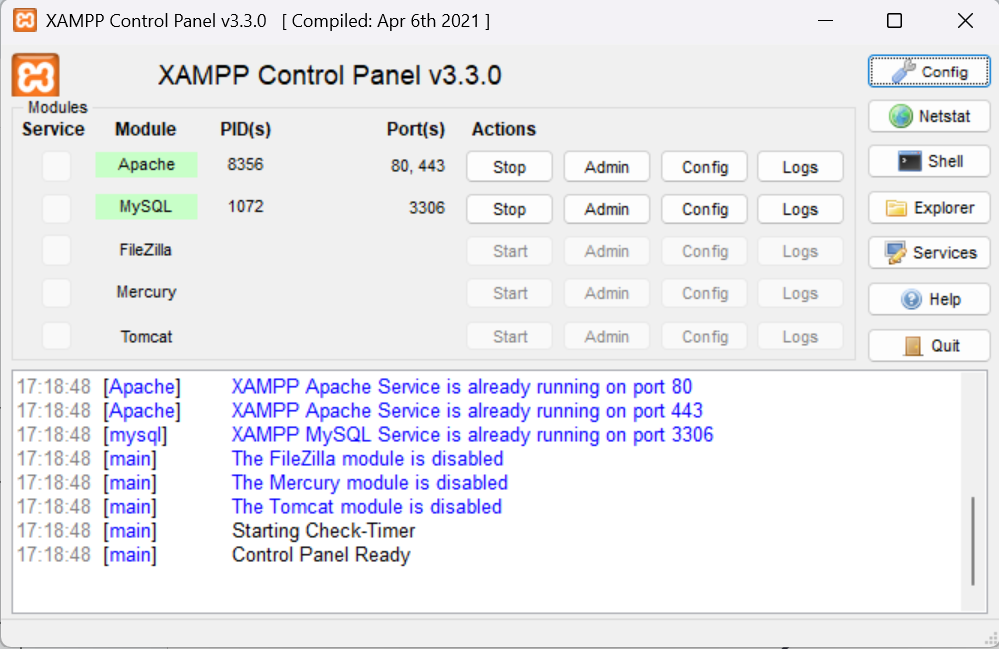 XAMPP Control Panel v3.3.0 [ Compiled: Apr 6th 2021 ]
XAMPP Control Panel v3.3.0
Config
Modules
Service Module PID(s) Port(s) Actions
Netstat
Apache 8356 80, 443 Stop Admin Config Logs
Shell
MySQL 1072 3306 Stop Admin Config Logs
Explorer
FileZilla Start Admin Config Logs
Services
Mercury Start Admin Config Logs
Help
Tomcat Start Admin Config Logs
Quit
17:18:48 [Apache] XAMPP Apache Service is already running on port 80
17:18:48 [Apache] XAMPP Apache Service is already running on port 443
17:18:48 [mysql] XAMPP MySQL Service is already running on port 3306
17:18:48 [main] The FileZilla module is disabled
17:18:48 [main] The Mercury module is disabled
17:18:48 [main] The Tomcat module is disabled
17:18:48 [main] Starting Check-Timer
17:18:48 [main] Control Panel Ready